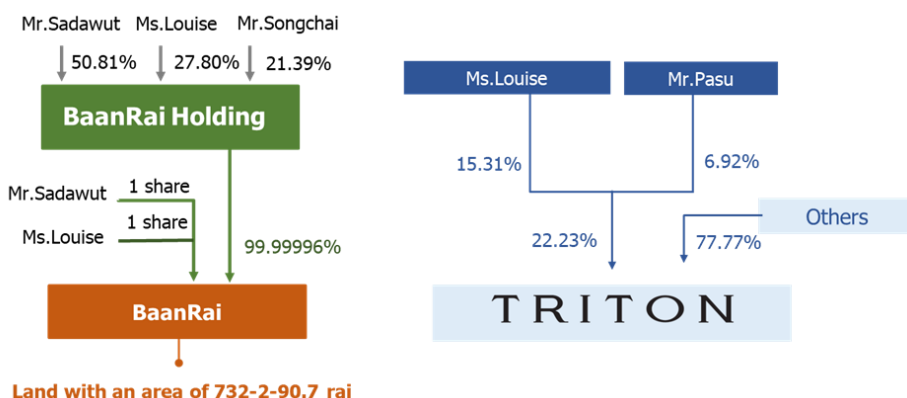 Mr.Sadawut Ms.Louise Mr.Songchai
50.81% 27.80% 21.39%
BaanRai Holding
Mr.Sadawut 1 share
Ms.Louise 1 share
99.99996%
BaanRai
Land with an area of 732-2-90.7 rai
Ms.Louise Mr.Pasu
15.31% 6.92%
Others
22.23% 77.77%
TRITON